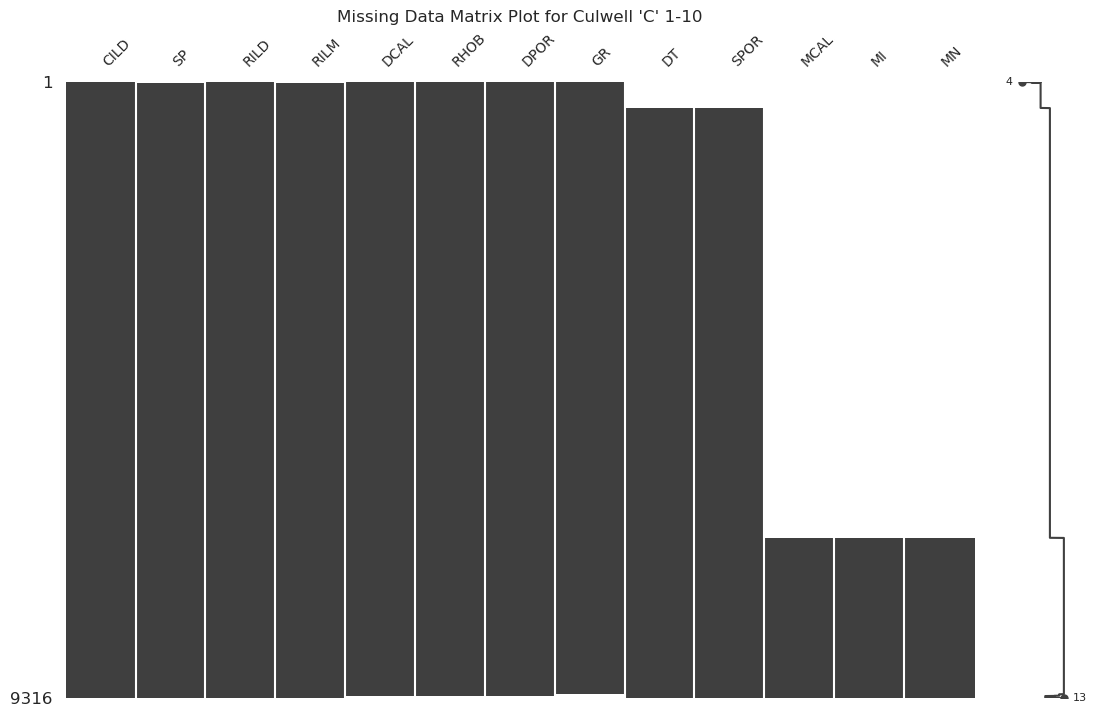 Missing Data Matrix Plot for Culwell 'C' 1-10
CILD SP RILD RILM DCAL RHOB DPOR GR DT SPOR MCAL MI MN
1
4
9316
13